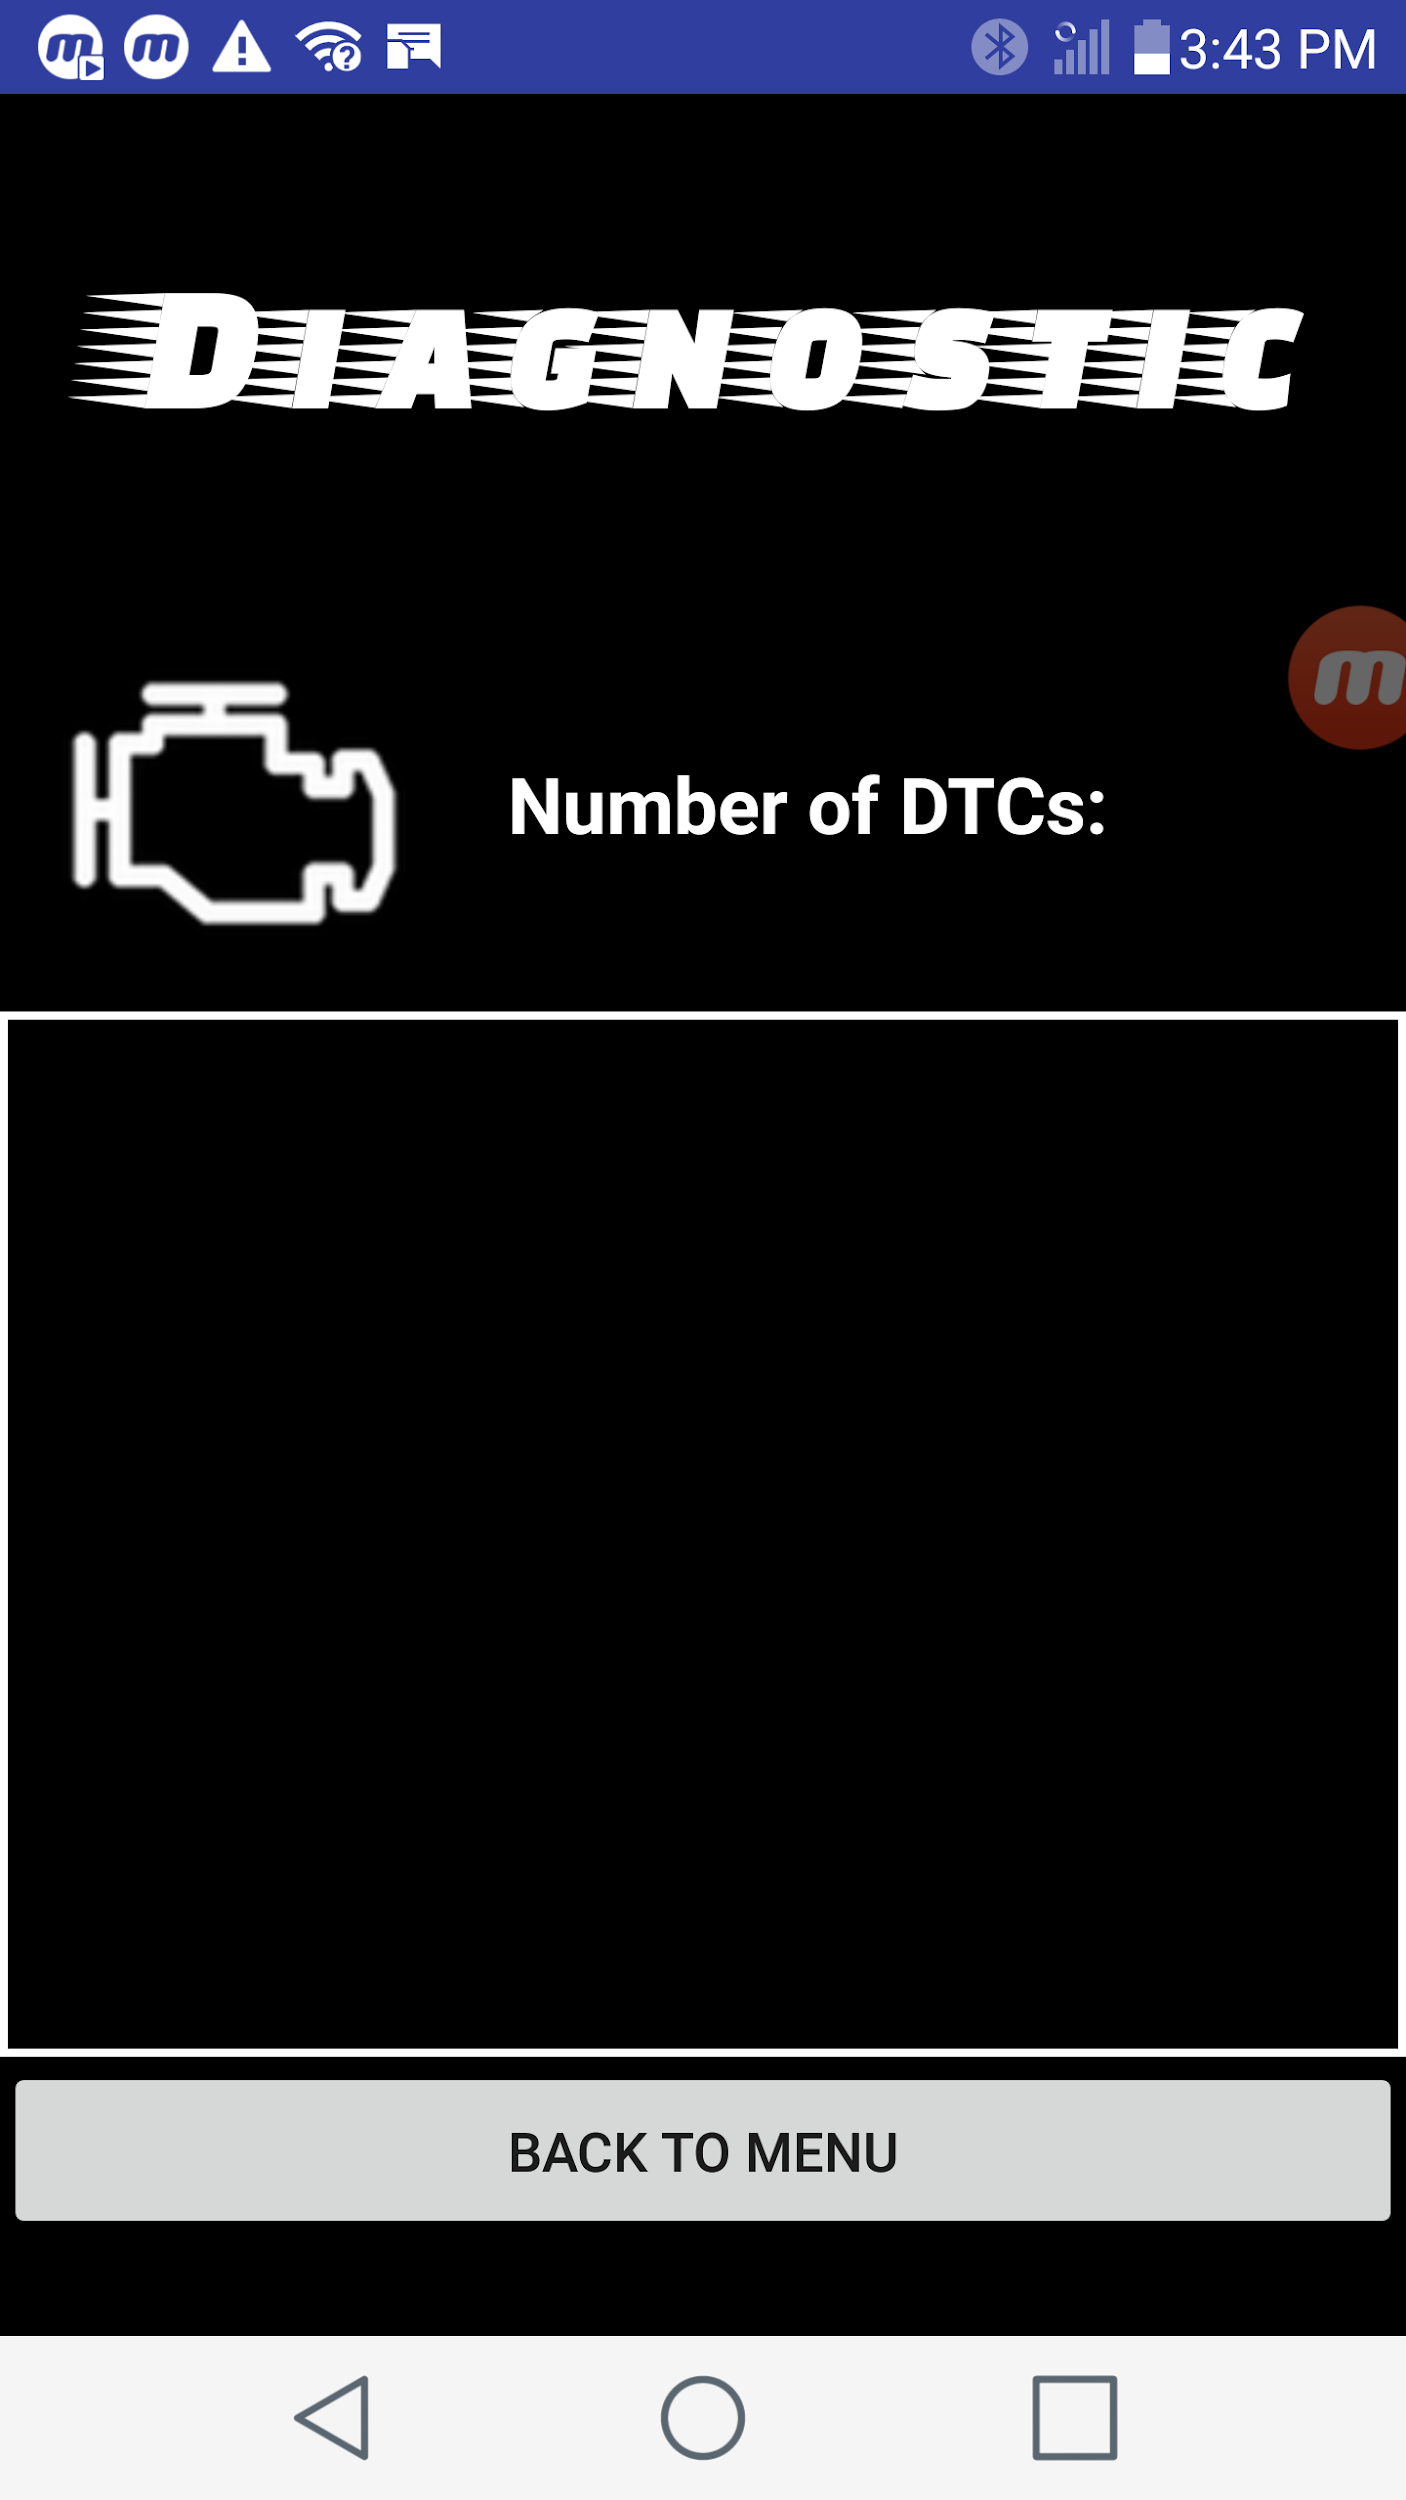 3:43 PM
DIAGNOSTIC
m
Number of DTCs:
BACK TO MENU